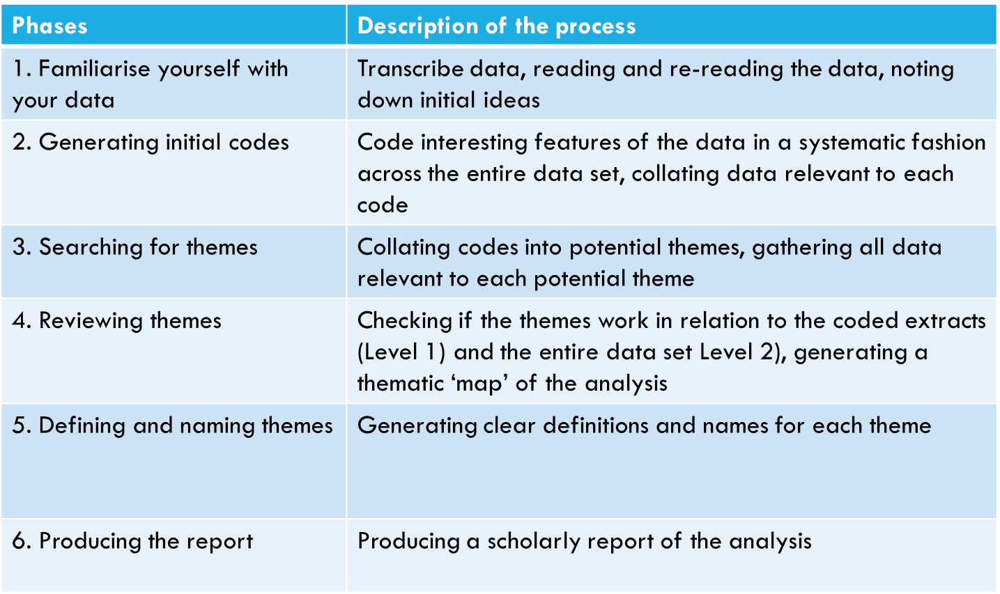 Phases
Description of the process
1. Familiarise yourself with
your data
Transcribe data, reading and re-reading the data, noting
down initial ideas
2. Generating initial codes
Code interesting features of the data in a systematic fashion
across the entire data set, collating data relevant to each
code
3. Searching for themes
Collating codes into potential themes, gathering all data
relevant to each potential theme
4. Reviewing themes
Checking if the themes work in relation to the coded extracts
(Level 1) and the entire data set Level 2), generating a
thematic ‘map’ of the analysis
5. Defining and naming themes
Generating clear definitions and names for each theme
6. Producing the report
Producing a scholarly report of the analysis